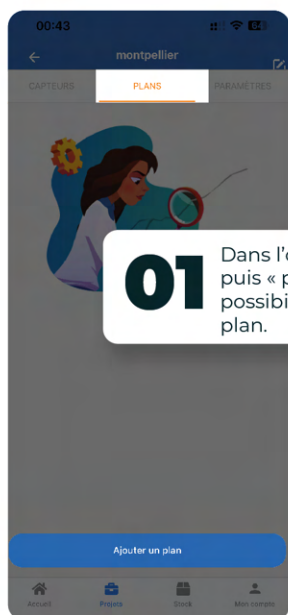 00:43
64
montpellier
CAPTEURS PLANS PARAMÈTRES
01
Dans l'o
puis « p
possibi
plan.
Ajouter un plan
Accueil Projets Stock Mon compte